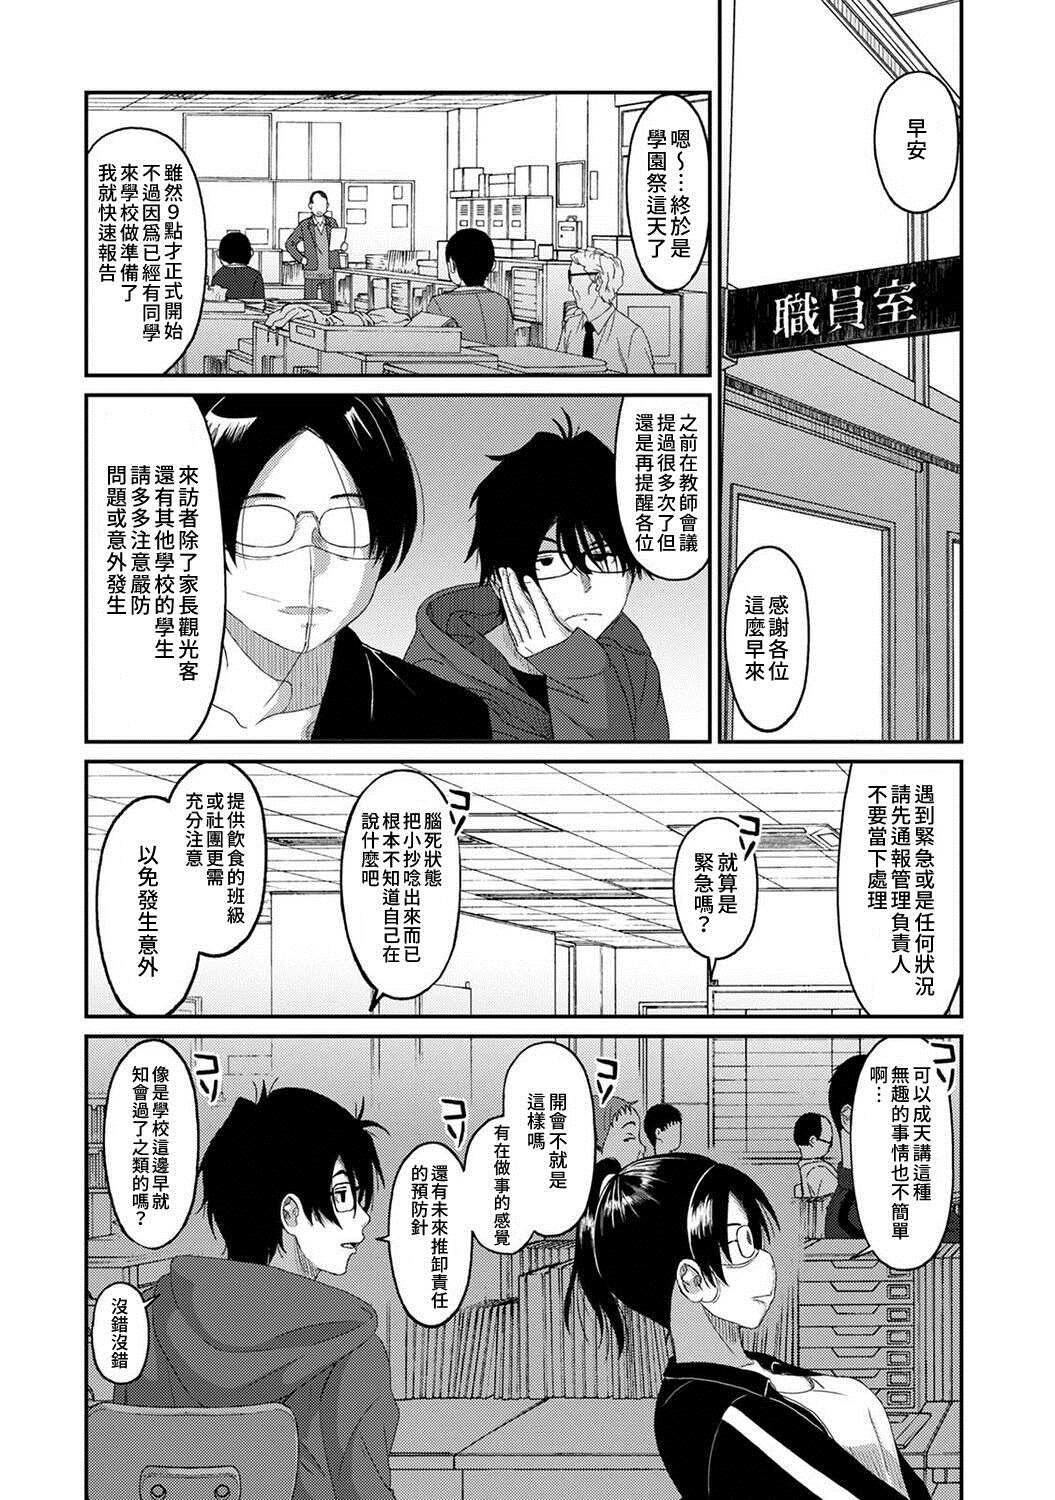 早安
職員室
感謝各位
這麼早來
嗯～…終於是
學園祭這天了
雖然9點才正式開始
不過因爲已經有同學
來學校做準備了
我就快速報告
之前在教師會議
提過很多次了但
還是再提醒各位
來訪者除了家長觀光客
還有其他學校的學生
請多多注意嚴防
問題或意外發生
遇到緊急或是任何狀況
請先通報管理負責人
不要當下處理
コソ
就算是
緊急嗎？
コソ
腦死狀態
把小抄唸出來而已
根本不知道自己在
說什麼吧
提供飲食的班級
或社團更需
充分注意
以免發生意外
コソ
可以成天講這種
無趣的事情也不簡單
啊…
コソ
開會不就是
這樣嗎
有在做事的感覺
コソ
還有未來推卸責任
的預防針
コソ
像是學校這邊早就
知會過了之類的嗎？
沒錯沒錯